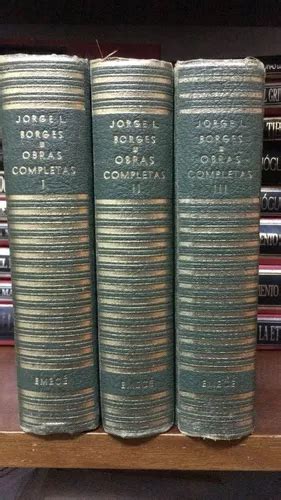 JORGE L.
BORGES
OBRAS
COMPLETAS
I
EMECÉ
JORGE L.
BORGES
OBRAS
COMPLETAS
II
EMECÉ
JORGE L.
BORGES
OBRAS
COMPLETAS
III
EMECÉ